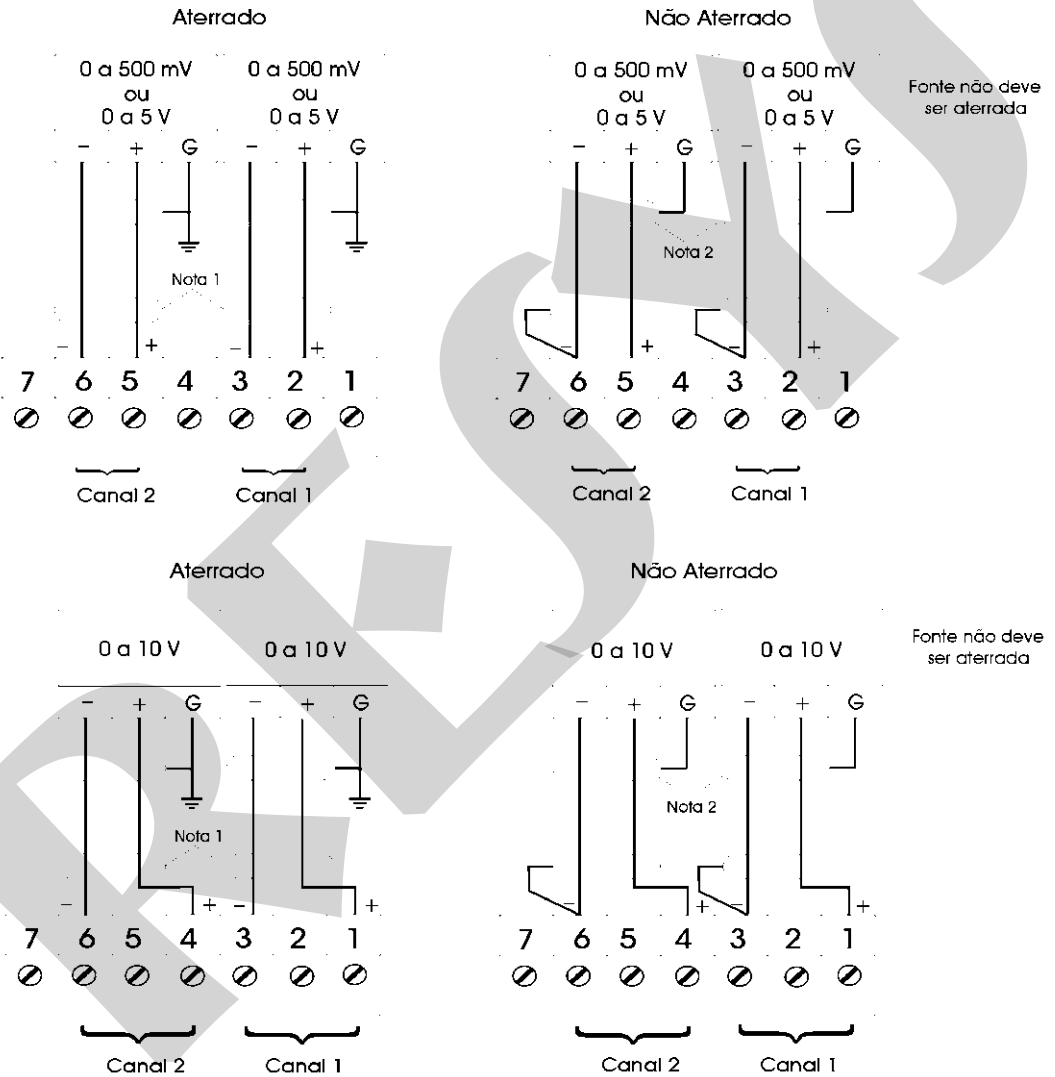 Aterrado
Não Aterrado
0 a 500 mV
ou
0 a 5 V
0 a 500 mV
ou
0 a 5 V
0 a 500 mV
ou
0 a 5 V
0 a 500 mV
ou
0 a 5 V
Fonte não deve
ser aterrada
- + G - + G
- + G - + G
Nota 1
Nota 2
- + - +
- + - +
7 6 5 4 3 2 1
7 6 5 4 3 2 1
Canal 2
Canal 1
Canal 2
Canal 1
Aterrado
Não Aterrado
0 a 10 V
0 a 10 V
0 a 10 V
0 a 10 V
Fonte não deve
ser aterrada
- + G - + G
- + G - + G
Nota 1
Nota 2
- + - +
- + - +
7 6 5 4 3 2 1
7 6 5 4 3 2 1
Canal 2
Canal 1
Canal 2
Canal 1
PRESYS